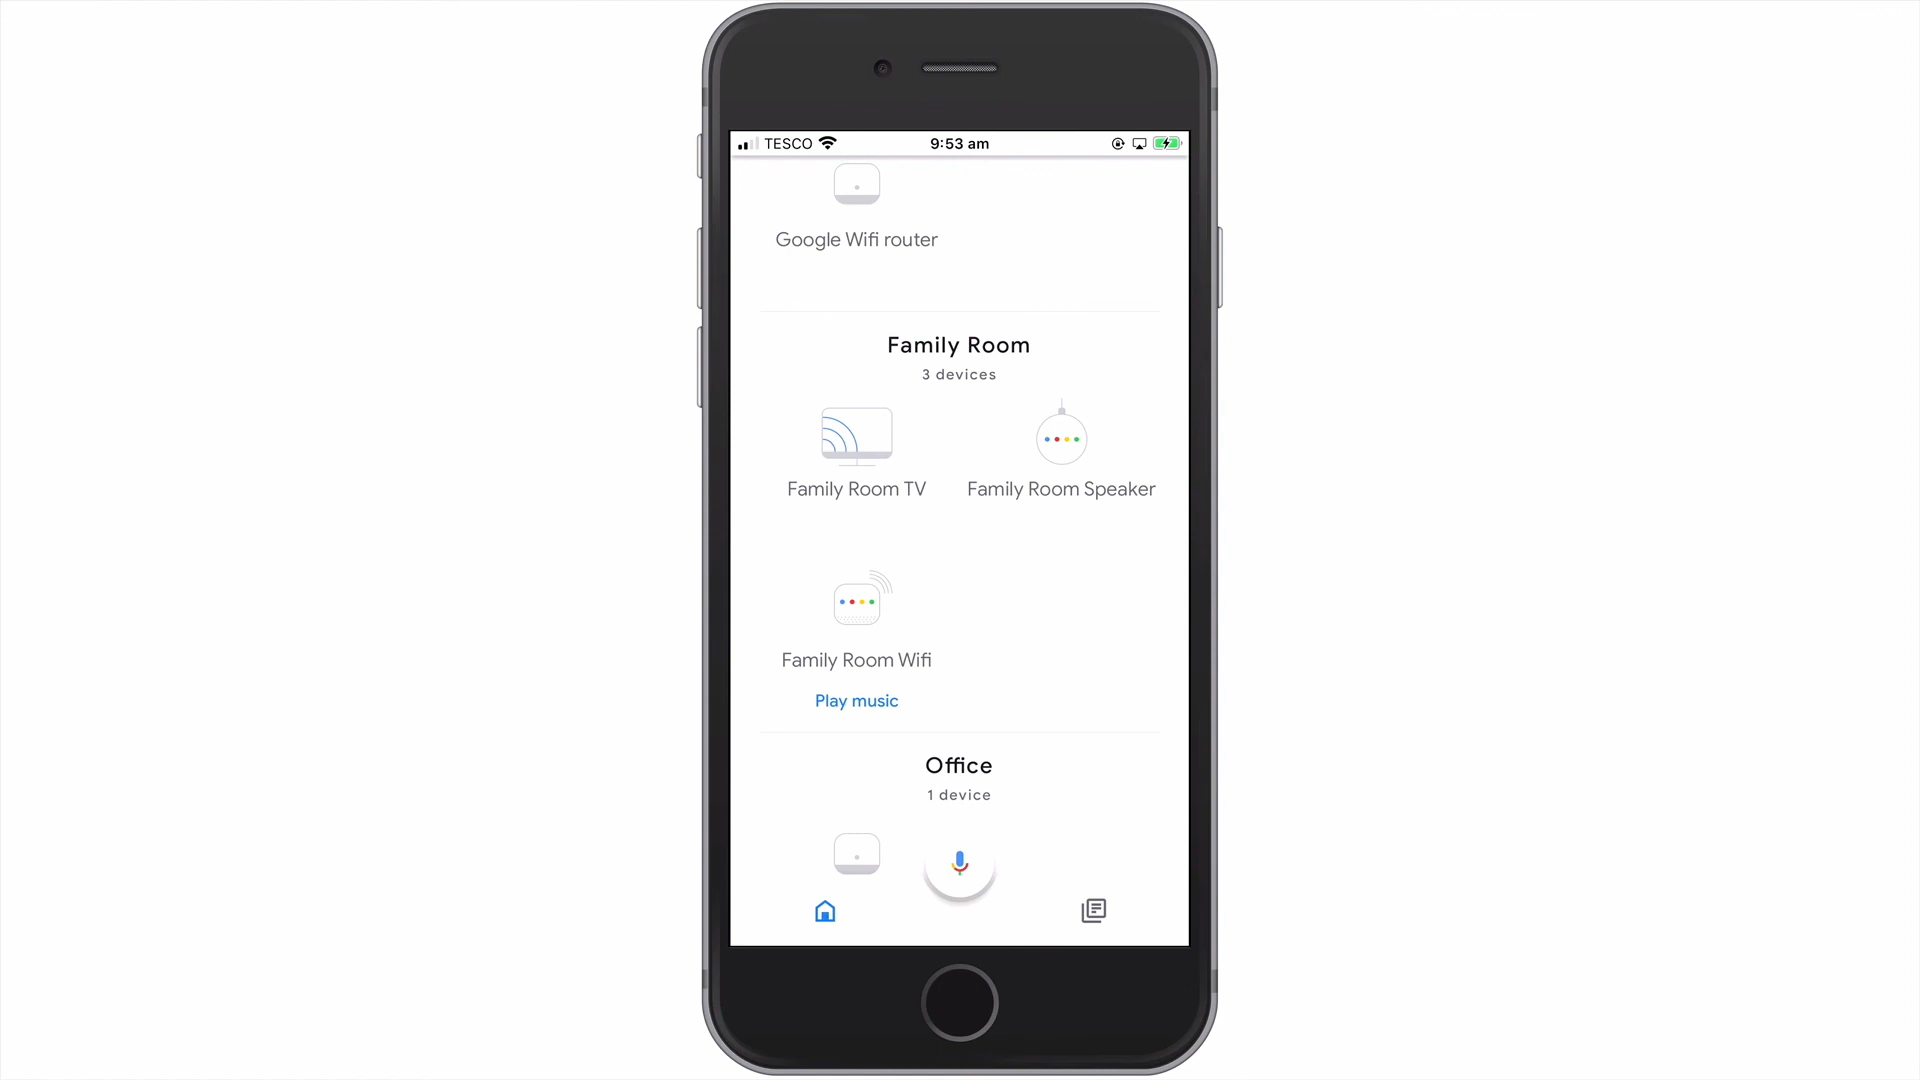 TESCO 9:53 am
Google Wifi router
Family Room
3 devices
Family Room TV Family Room Speaker
Family Room Wifi
Play music
Office
1 device